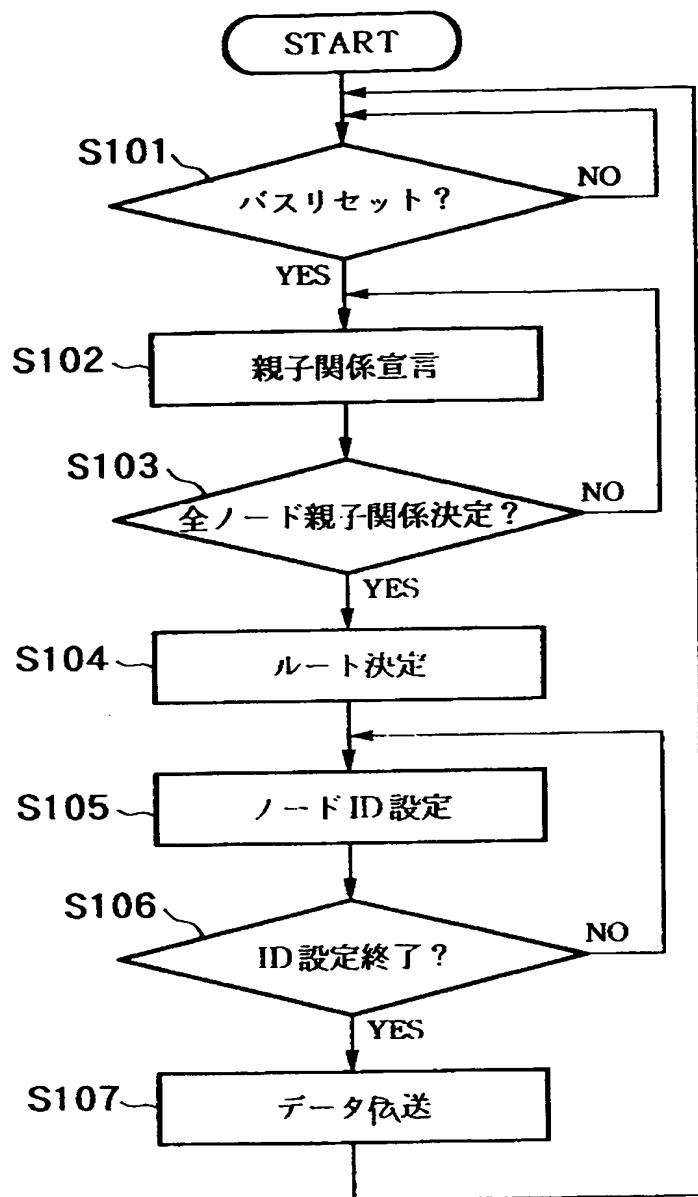 START
S101
バスリセット?
NO
YES
S102
親子関係宣言
S103
全ノード親子関係決定?
NO
YES
S104
ルート決定
S105
ノードID設定
S106
ID設定終了?
NO
YES
S107
データ伝送